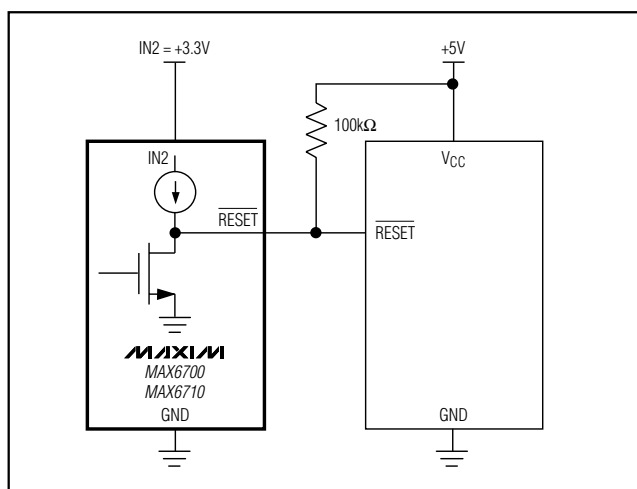 IN2 = +3.3V
+5V
100kΩ
IN2
VCC
RESET
RESET
MAXIM
MAX6700
MAX6710
GND
GND